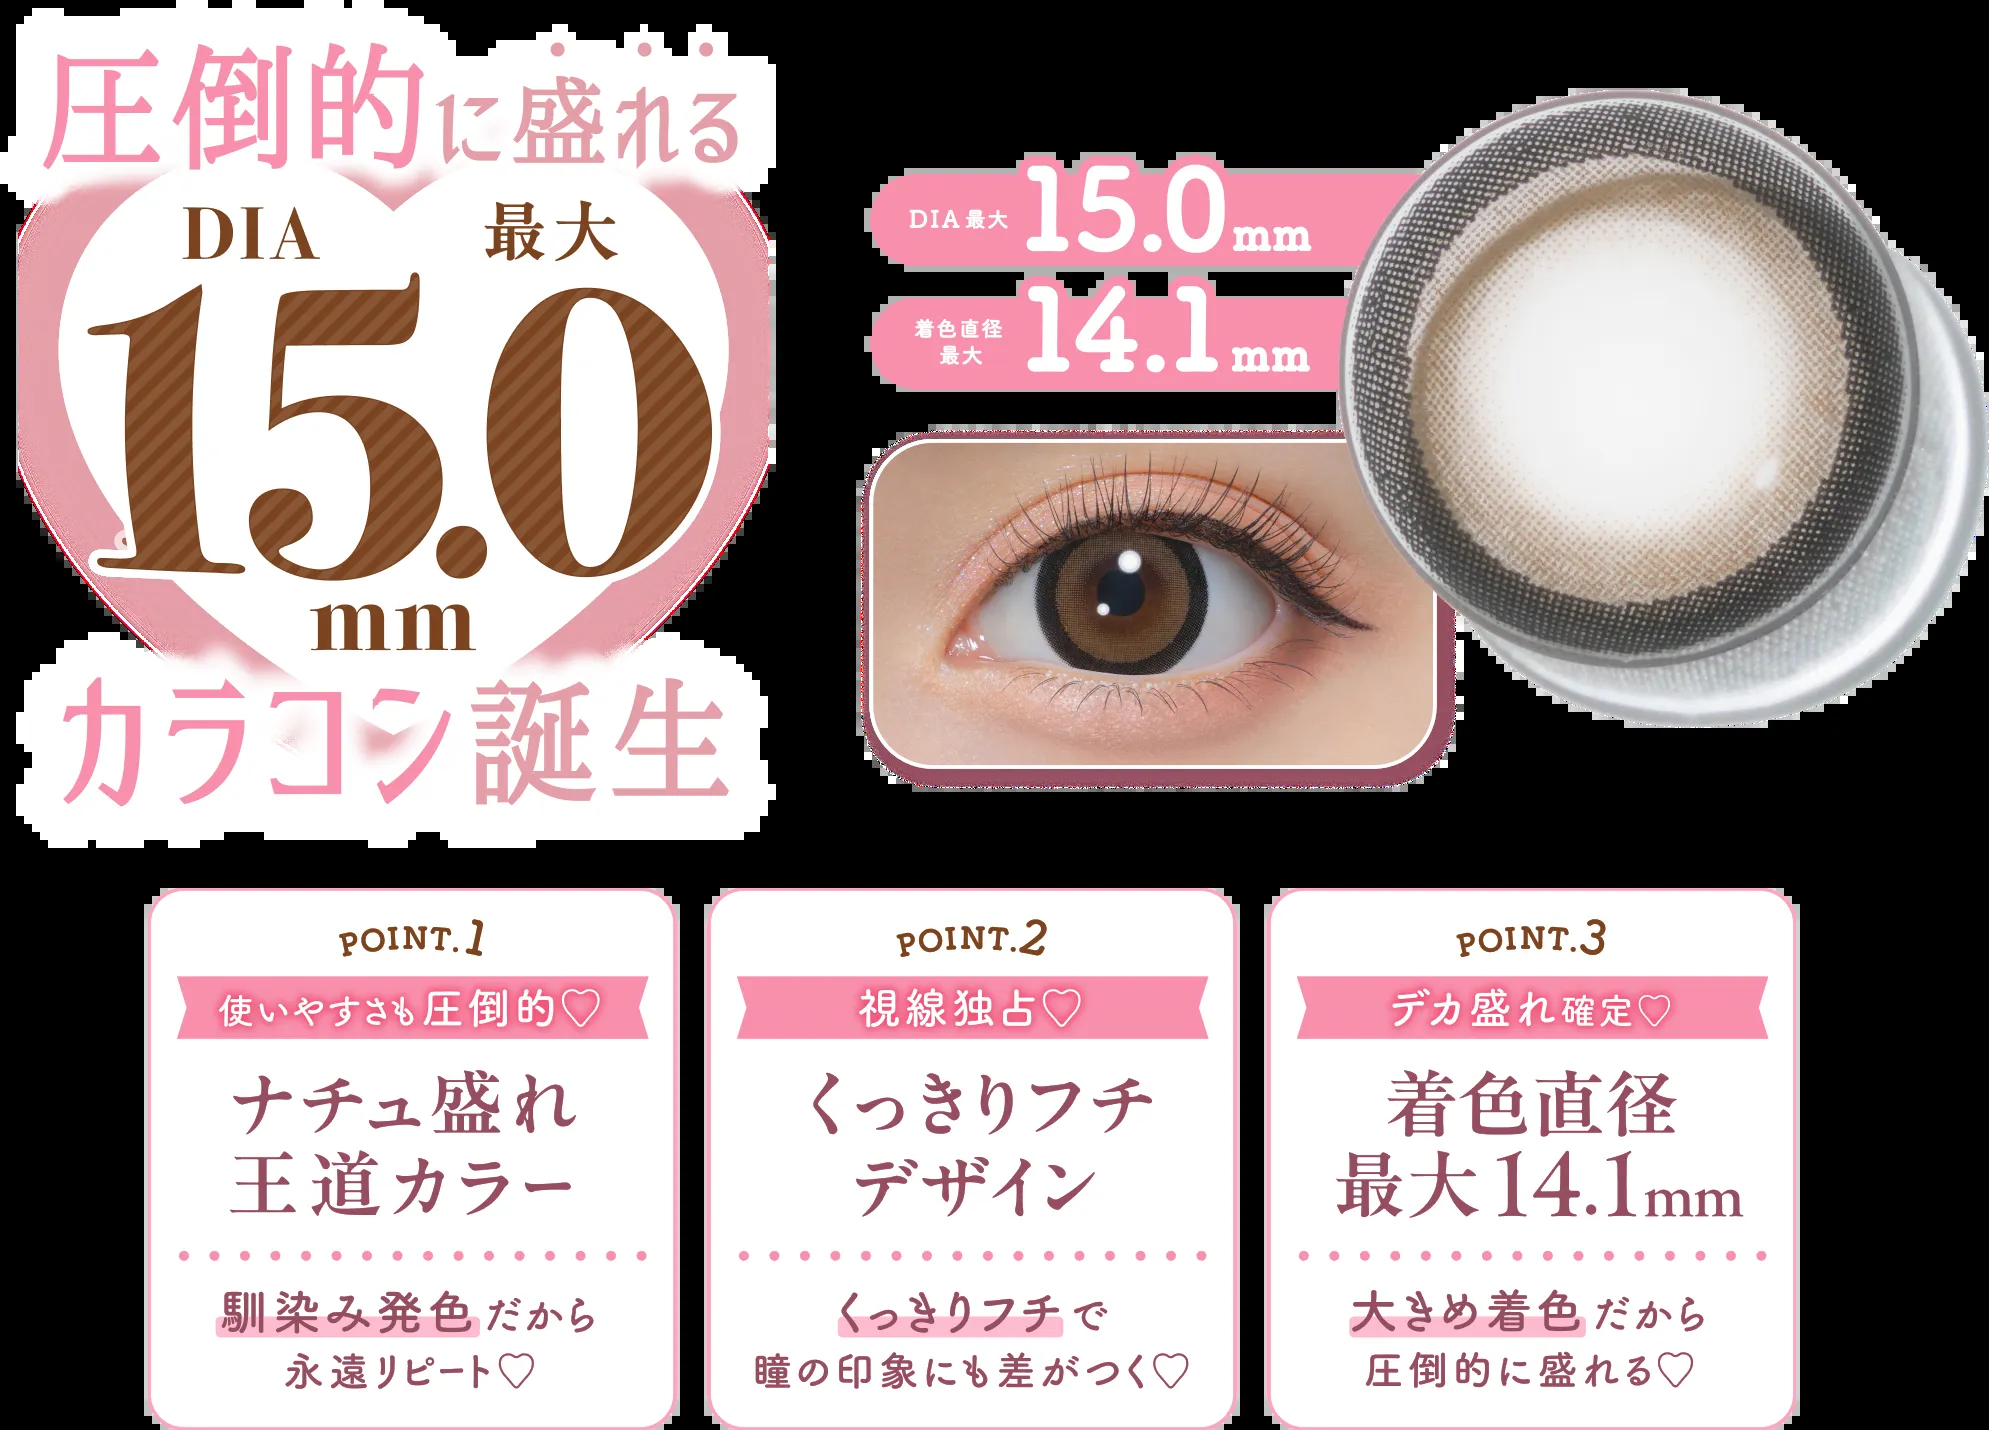 圧倒的に盛れる
DIA 最大
15.0
mm
カラコン誕生
DIA最大 15.0mm
着色直径
最大 14.1mm
POINT.1
使いやすさも圧倒的♡
ナチュ盛れ
王道カラー
馴染み発色だから
永遠リピート♡
POINT.2
視線独占♡
くっきりフチ
デザイン
くっきりフチで
瞳の印象にも差がつく♡
POINT.3
デカ盛れ確定♡
着色直径
最大14.1mm
大きめ着色だから
圧倒的に盛れる♡